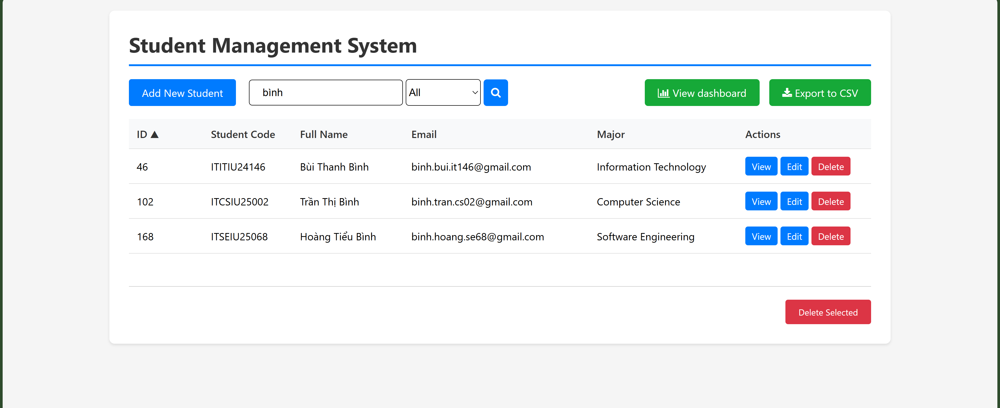 Student Management System
Add New Student bình All View dashboard Export to CSV
ID ▲ Student Code Full Name Email Major Actions
46 ITITIU24146 Bùi Thanh Bình binh.bui.it146@gmail.com Information Technology View Edit Delete
102 ITCSIU25002 Trần Thị Bình binh.tran.cs02@gmail.com Computer Science View Edit Delete
168 ITSEIU25068 Hoàng Tiểu Bình binh.hoang.se68@gmail.com Software Engineering View Edit Delete
Delete Selected